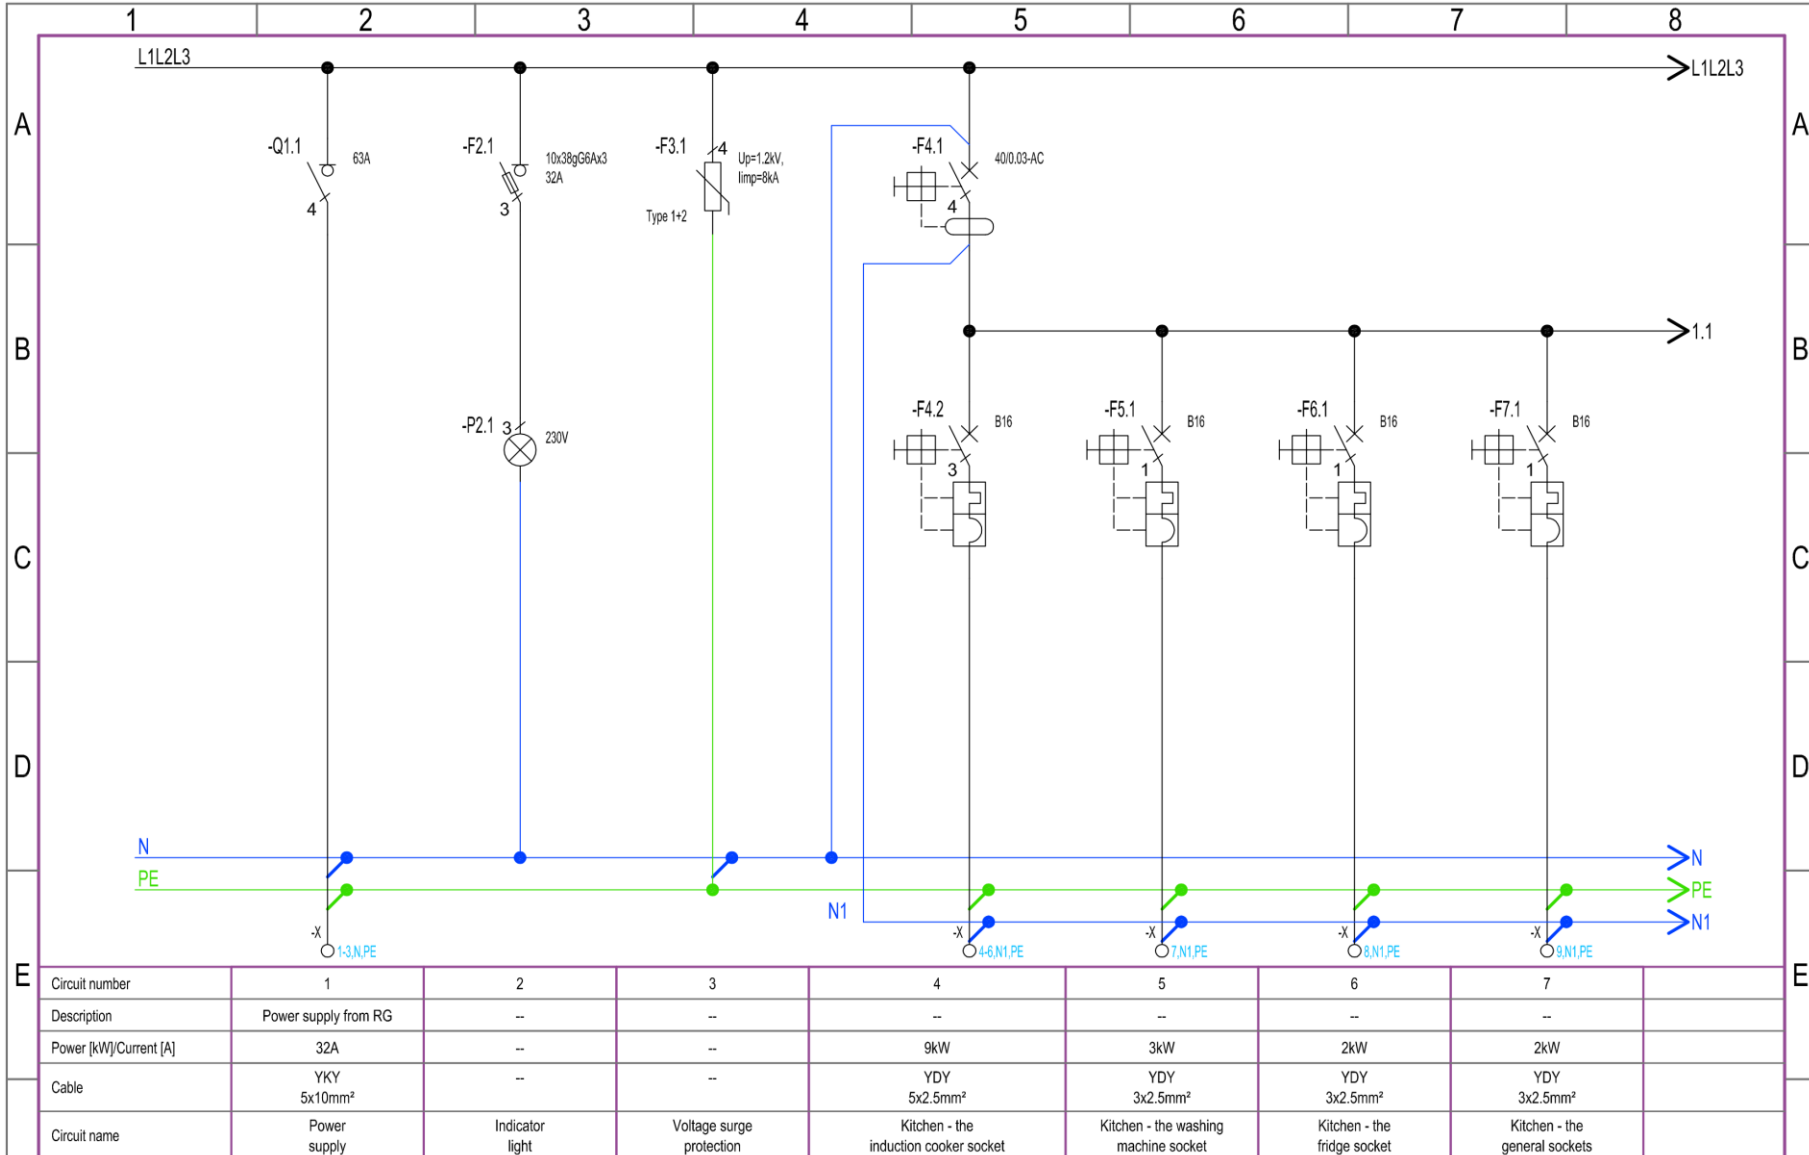 1 2 3 4 5 6 7 8
L1L2L3
L1L2L3
A
A
-Q1.1
63A
4
-F2.1
10x38gG6Ax3
32A
3
-F3.1
4
Up=1.2kV,
Iimp=8kA
Type 1+2
-F4.1
40/0.03-AC
4
B
B
1.1
-P2.1
3
230V
-F4.2
B16
3
-F5.1
B16
1
-F6.1
B16
1
-F7.1
B16
1
C
C
D
D
N
N
PE
PE
N1
N1
-X
1-3,N,PE
-X
4-6,N1,PE
-X
7,N1,PE
-X
8,N1,PE
-X
9,N1,PE
E
E
Circuit number 1 2 3 4 5 6 7
Description Power supply from RG -- -- -- -- -- --
Power [kW]/Current [A] 32A -- -- 9kW 3kW 2kW 2kW
Cable YKY -- -- YDY YDY YDY YDY
5x10mm² 5x2.5mm² 3x2.5mm² 3x2.5mm² 3x2.5mm²
Circuit name Power Indicator Voltage surge Kitchen - the Kitchen - the washing Kitchen - the Kitchen - the
supply light protection induction cooker socket machine socket fridge socket general sockets